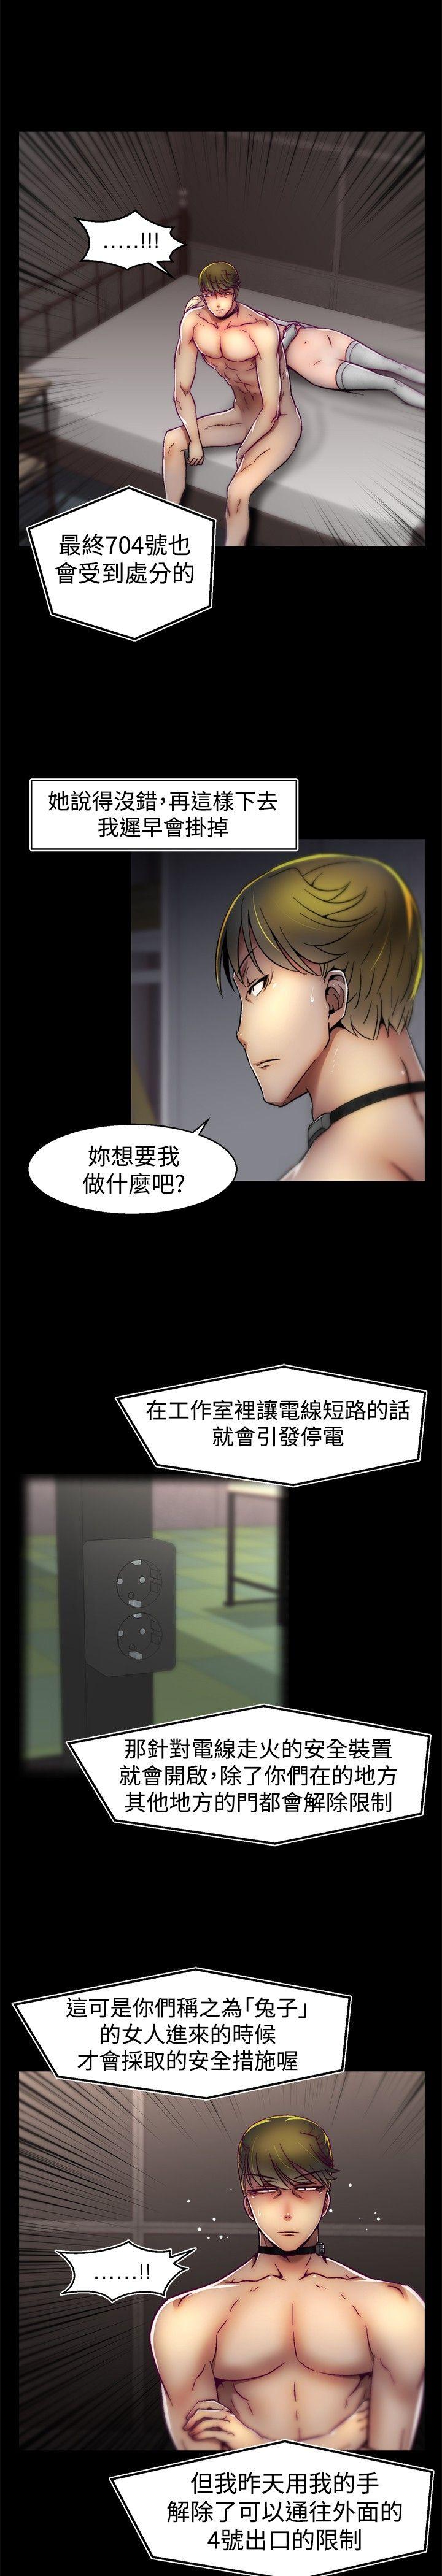 .....!!!
最終704號也
會受到處分的
她說得沒錯,再這樣下去
我遲早會掛掉
妳想要我
做什麼吧?
在工作室裡讓電線短路的話
就會引發停電
那針對電線走火的安全裝置
就會開啟,除了你們在的地方
其他地方的門都會解除限制
這可是你們稱之為「兔子」
的女人進來的時候
才會採取的安全措施喔
......!!
但我昨天用我的手
解除了可以通往外面的
4號出口的限制